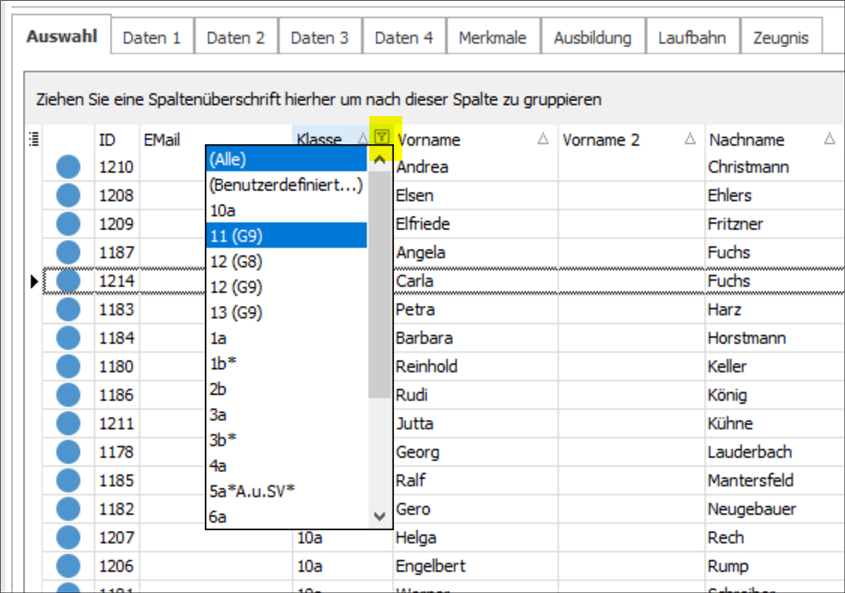 Auswahl Daten 1 Daten 2 Daten 3 Daten 4 Merkmale Ausbildung Laufbahn Zeugnis
Ziehen Sie eine Spaltenüberschrift hierher um nach dieser Spalte zu gruppieren
ID EMail Klasse Vorname Vorname 2 Nachname
1210 (Alle) Andrea Christmann
(Benutzerdefiniert...)
1208 10a Elsen Ehlers
1209 11 (G9) Elfriede Fritzner
1187 12 (G8) Angela Fuchs
1214 12 (G9) Carla Fuchs
1183 13 (G9) Petra Harz
1184 1a Barbara Horstmann
1180 1b* Reinhold Keller
1186 2b Rudi König
1211 3a Jutta Kühne
1178 3b* Georg Lauderbach
4a
1185 5a*A.u.SV* Ralf Mantersfeld
1182 6a Gero Neugebauer
1207 10a Helga Rech
1206 10a Engelbert Rump